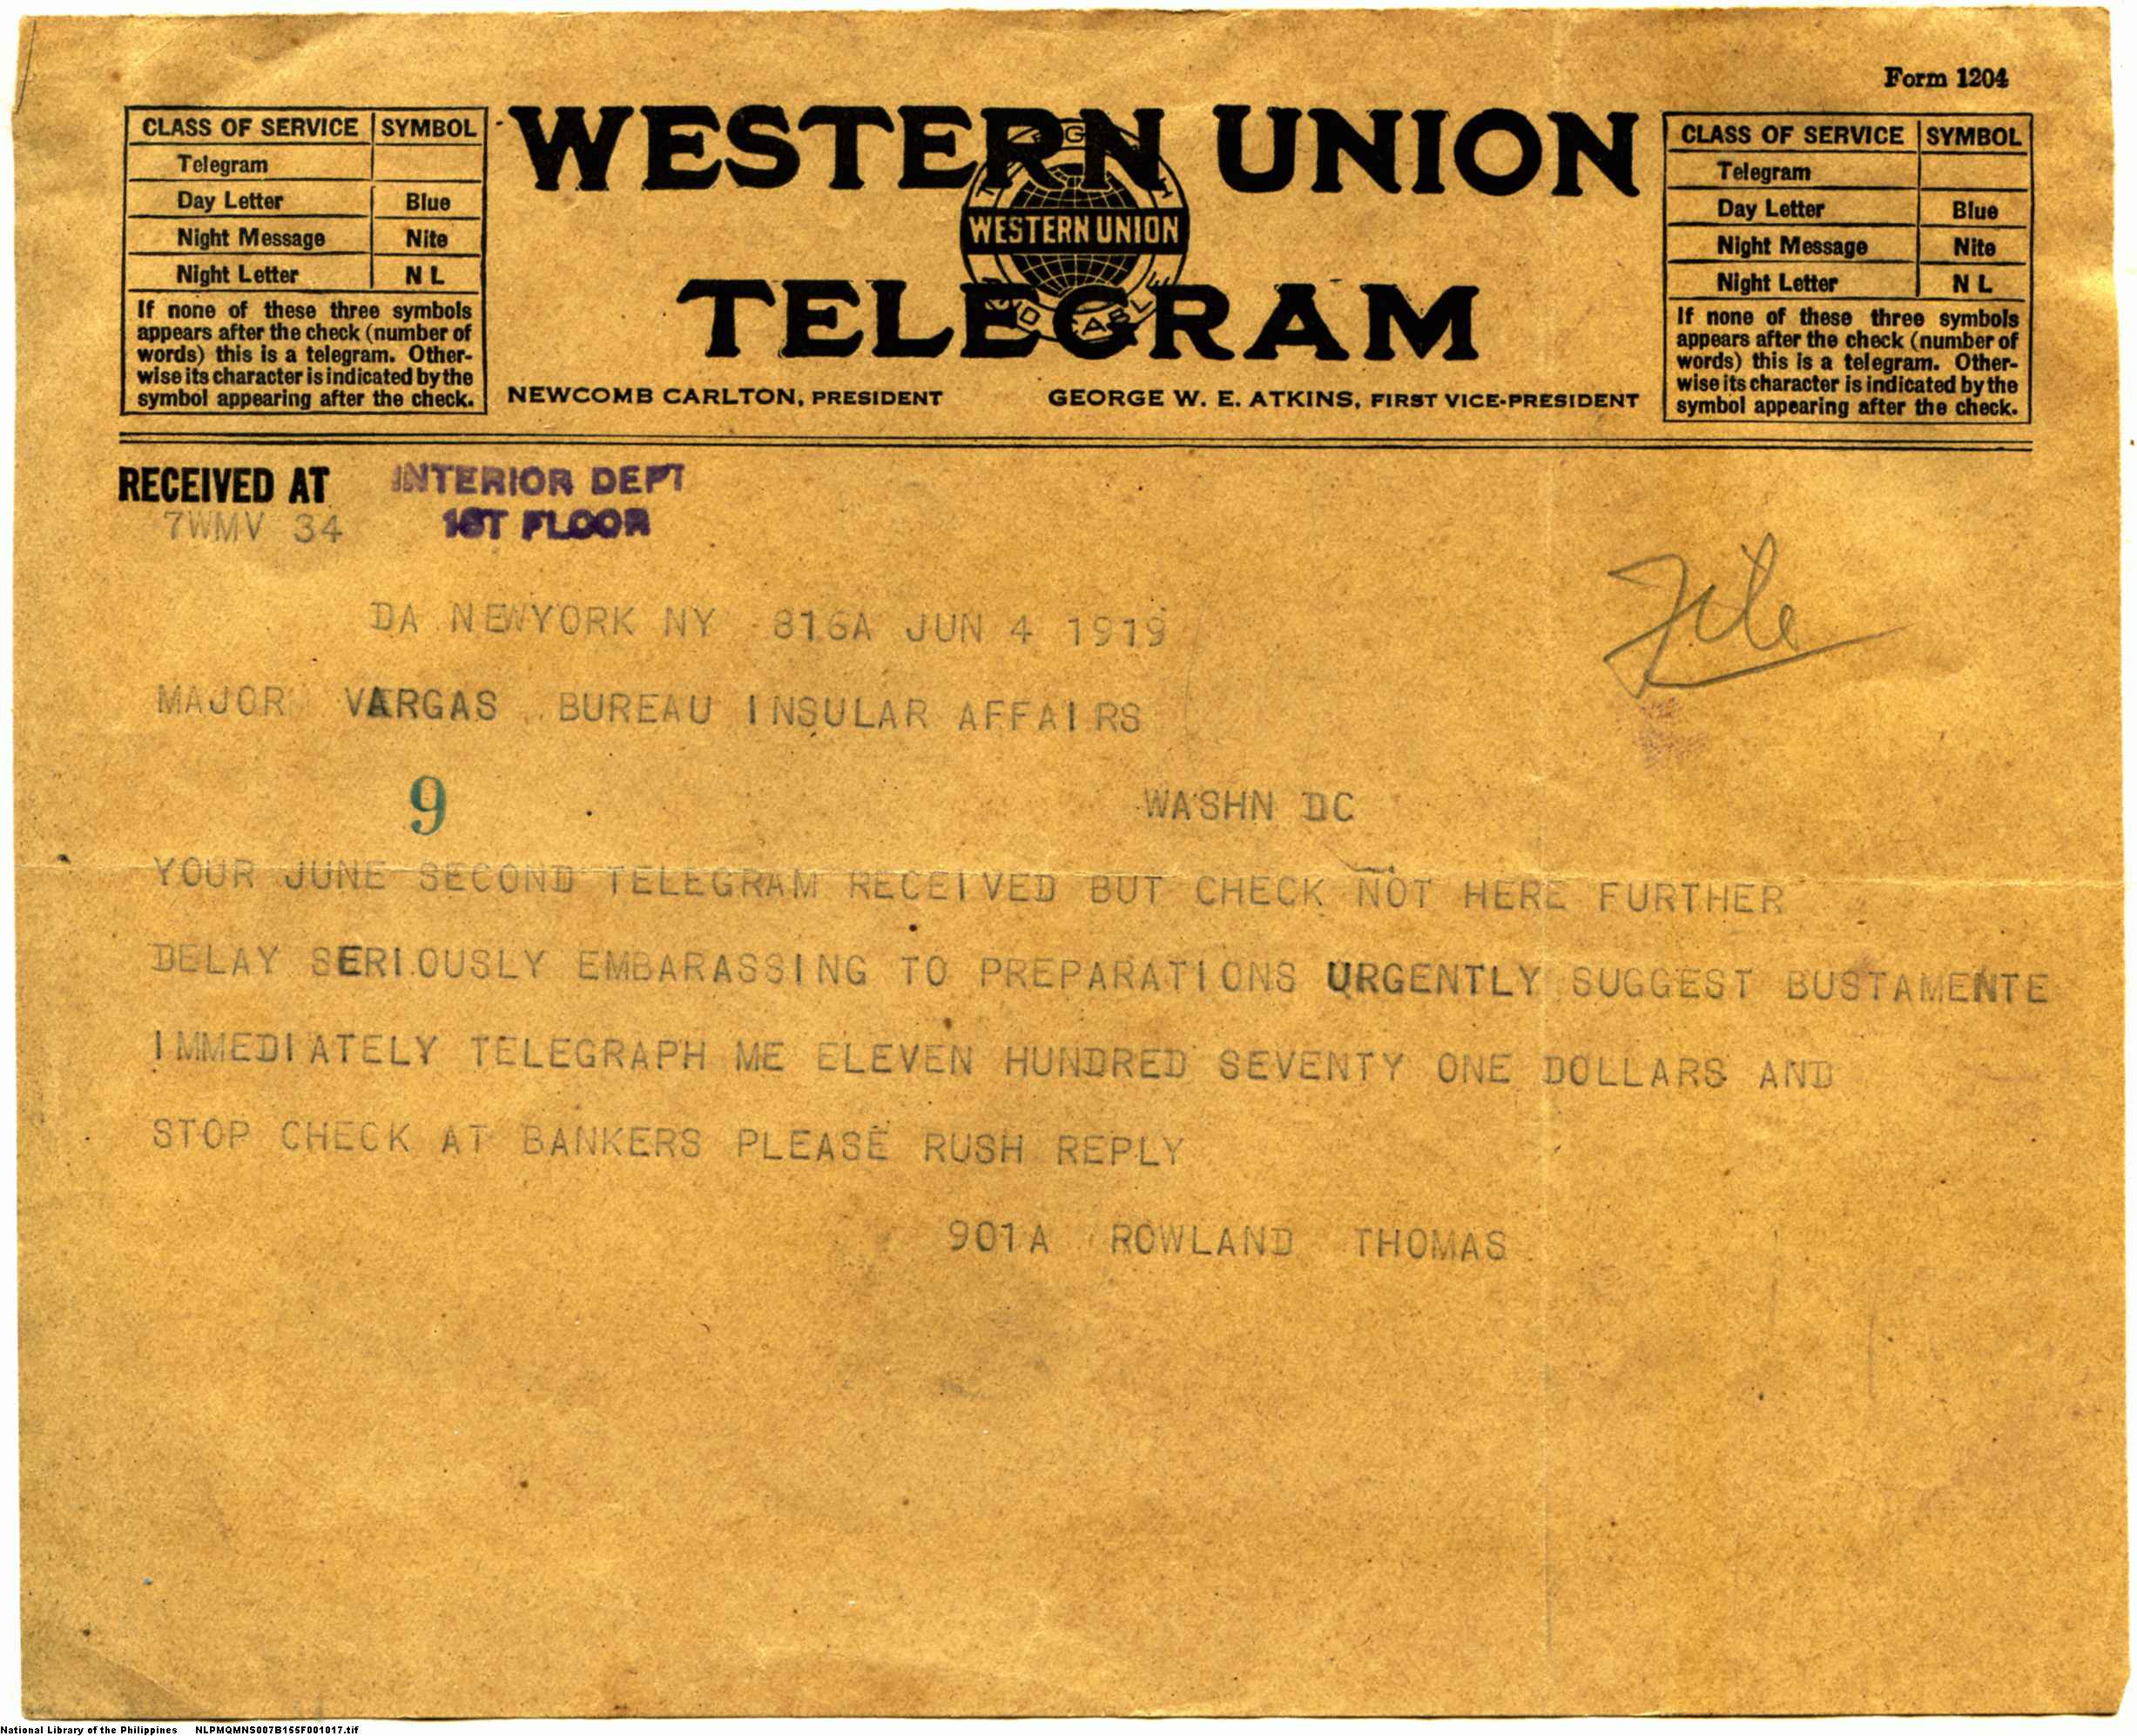 Form 1204
CLASS OF SERVICE SYMBOL
Telegram
Day Letter Blue
Night Message Nite
Night Letter N L
If none of these three symbols
appears after the check (number of
words) this is a telegram. Other-
wise its character is indicated by the
symbol appearing after the check.
WESTERN UNION
WESTERN UNION
TELEGRAM
NEWCOMB CARLTON, PRESIDENT GEORGE W. E. ATKINS, FIRST VICE-PRESIDENT
CLASS OF SERVICE SYMBOL
Telegram
Day Letter Blue
Night Message Nite
Night Letter N L
If none of these three symbols
appears after the check (number of
words) this is a telegram. Other-
wise its character is indicated by the
symbol appearing after the check.
RECEIVED AT INTERIOR DEPT
7WMV 34 1ST FLOOR
File
DA NEWYORK NY 816A JUN 4 1919
MAJOR VARGAS BUREAU INSULAR AFFAIRS
9 WASHN DC
YOUR JUNE SECOND TELEGRAM RECEIVED BUT CHECK NOT HERE FURTHER
DELAY SERIOUSLY EMBARASSING TO PREPARATIONS URGENTLY SUGGEST BUSTAMENTE
IMMEDIATELY TELEGRAPH ME ELEVEN HUNDRED SEVENTY ONE DOLLARS AND
STOP CHECK AT BANKERS PLEASE RUSH REPLY
901A ROWLAND THOMAS
National Library of the Philippines NLPMQMNS007B155F001017.tif